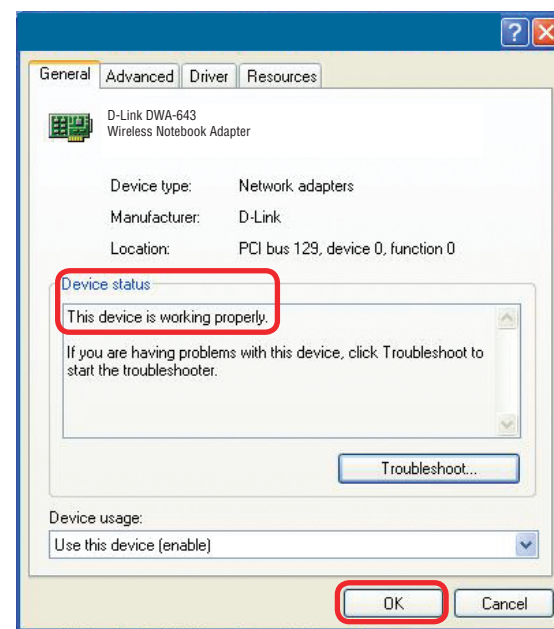 General Advanced Driver Resources
D-Link DWA-643
Wireless Notebook Adapter
Device type: Network adapters
Manufacturer: D-Link
Location: PCI bus 129, device 0, function 0
Device status
This device is working properly.
If you are having problems with this device, click Troubleshoot to
start the troubleshooter.
Troubleshoot...
Device usage:
Use this device (enable)
OK Cancel